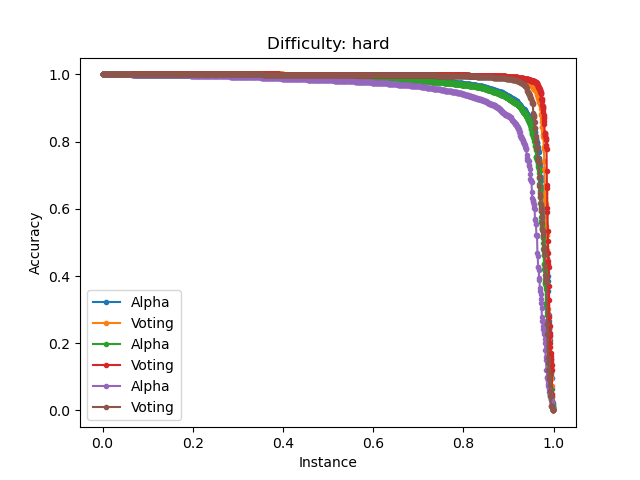 Difficulty: hard
1.0
0.8
0.6
0.4
0.2
0.0
Accuracy
Alpha
Voting
Alpha
Voting
Alpha
Voting
0.0 0.2 0.4 0.6 0.8 1.0
Instance